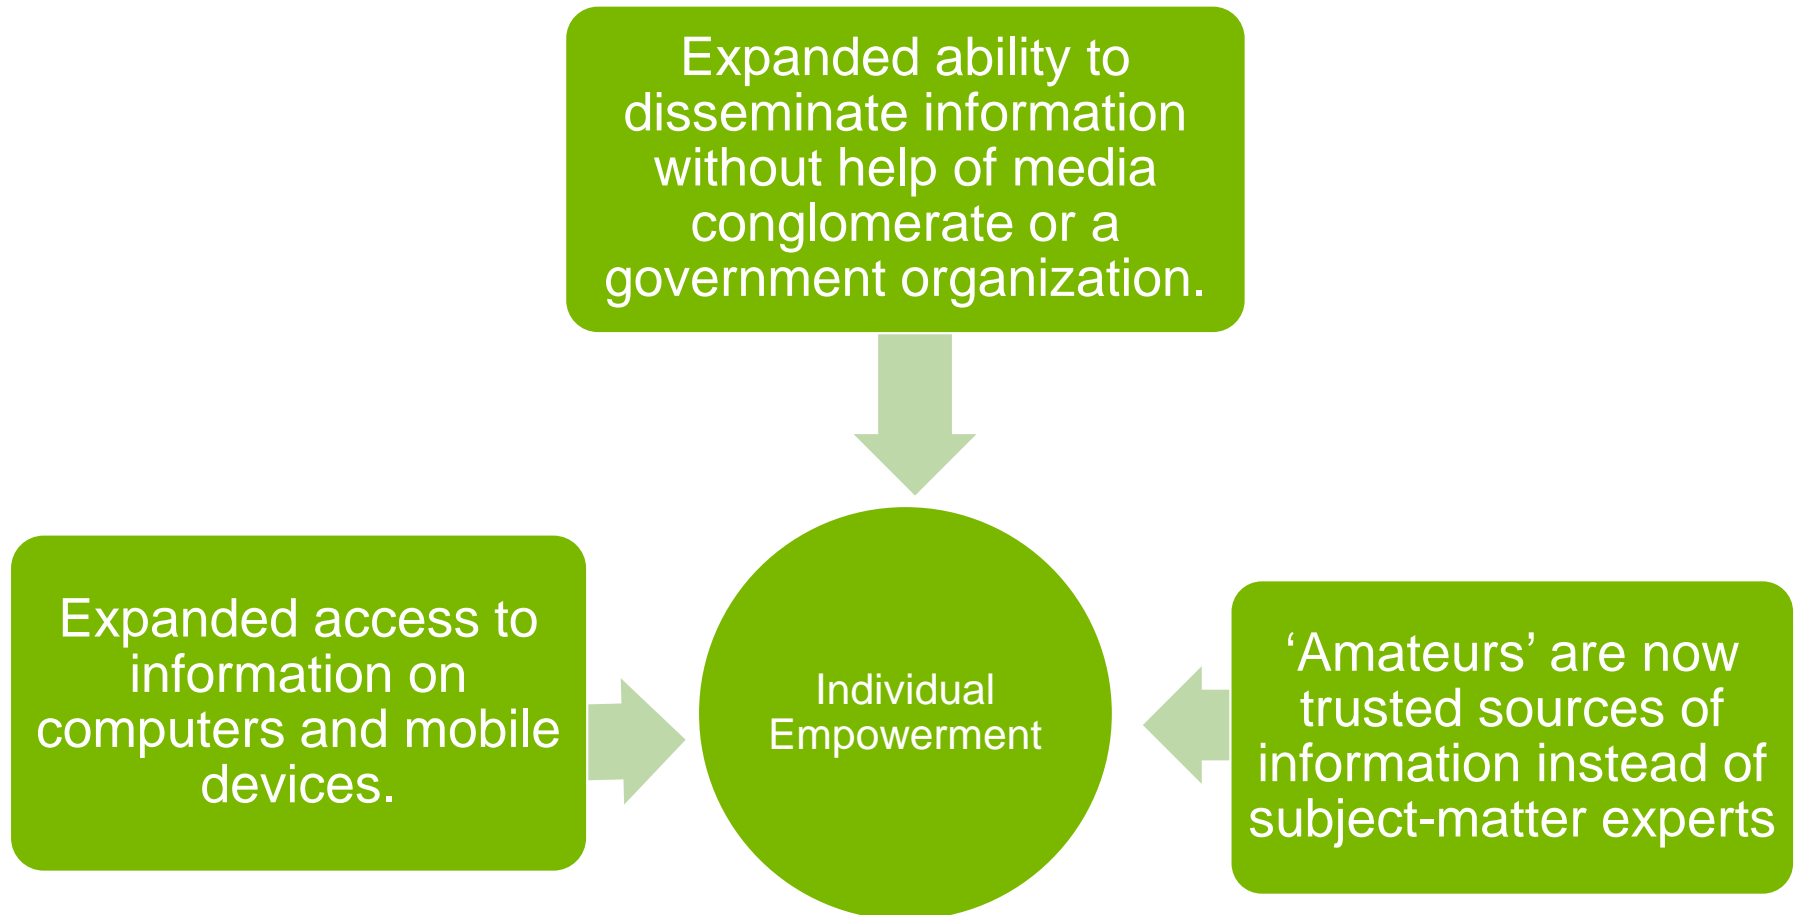 Expanded ability to
disseminate information
without help of media
conglomerate or a
government organization.
Expanded access to
information on
computers and mobile
devices.
Individual
Empowerment
‘Amateurs’ are now
trusted sources of
information instead of
subject-matter experts